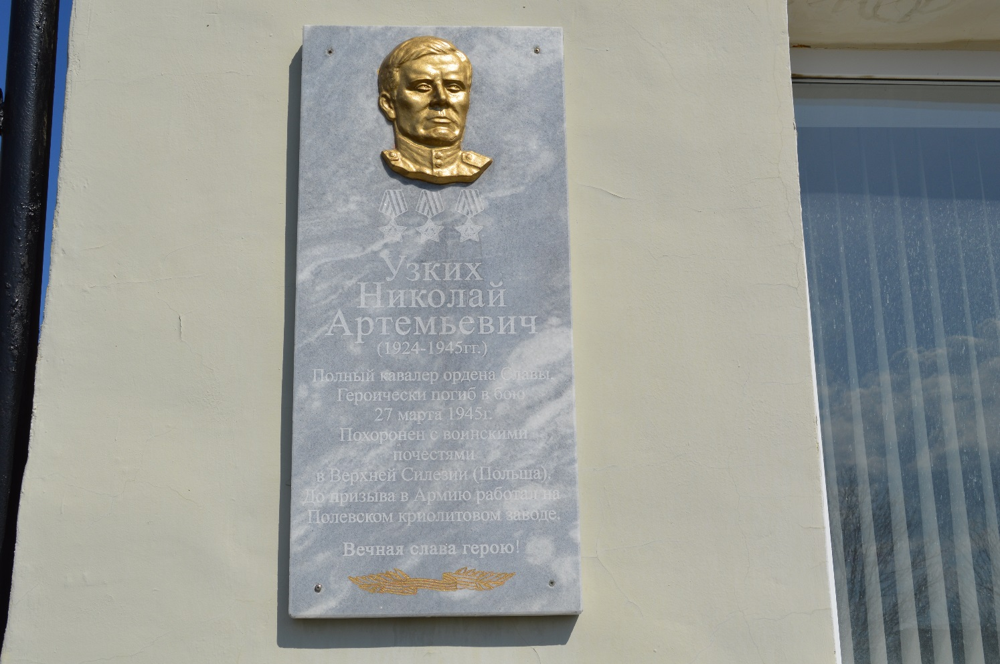 Узких
Николай
Артемьевич
(1924-1945гг.)
Полный кавалер ордена Славы.
Героически погиб в бою
27 марта 1945г.
Похоронен с воинскими
почестями
в Верхней Силезии (Польша).
До призыва в Армию работал на
Полевском криолитовом заводе.
Вечная слава герою!